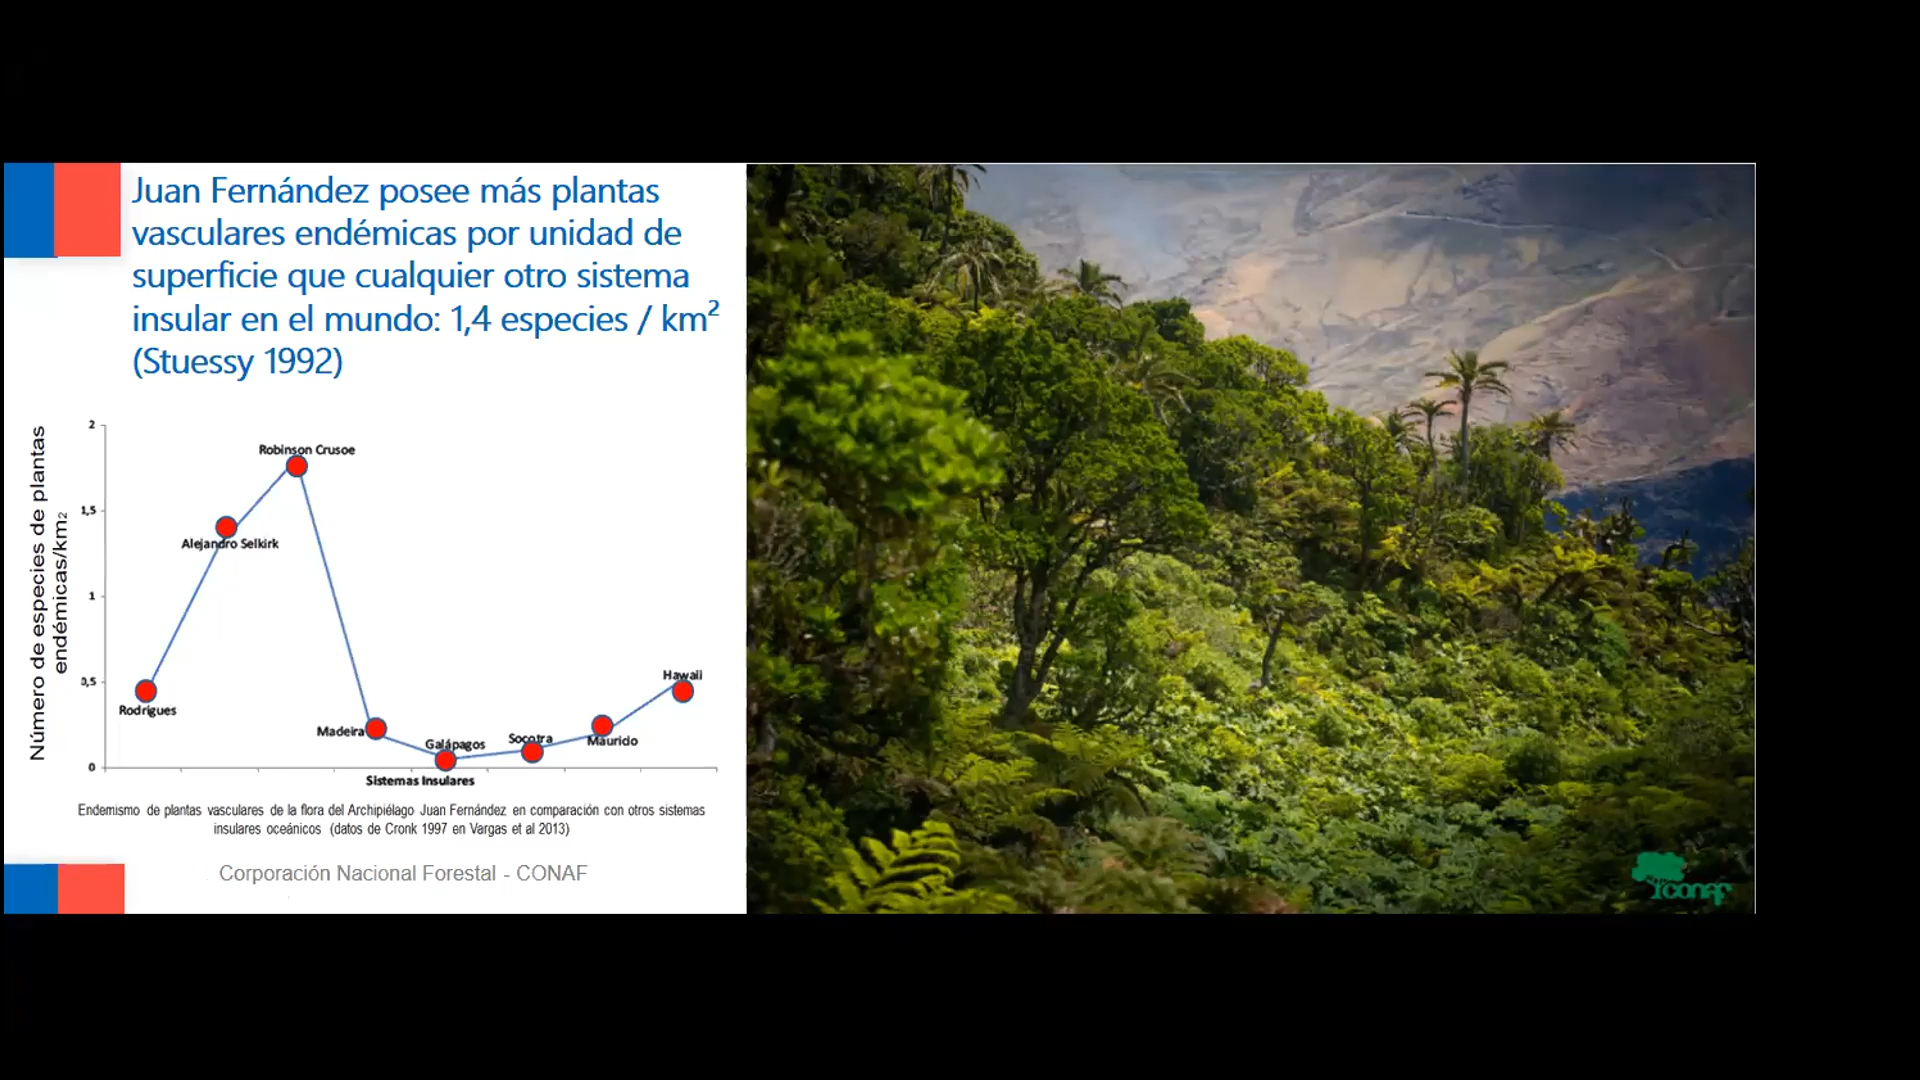 Juan Fernández posee más plantas
vasculares endémicas por unidad de
superficie que cualquier otro sistema
insular en el mundo: 1,4 especies / km²
(Stuessy 1992)
Número de especies de plantas
endémicas/km₂
2
1,5
1
0,5
0
Robinson Crusoe
Alejandro Selkirk
Rodrigues
Madeira
Galápagos
Socotra
Mauricio
Hawaii
Sistemas Insulares
Endemismo de plantas vasculares de la flora del Archipiélago Juan Fernández en comparación con otros sistemas
insulares oceánicos (datos de Cronk 1997 en Vargas et al 2013)
Corporación Nacional Forestal - CONAF
conaf